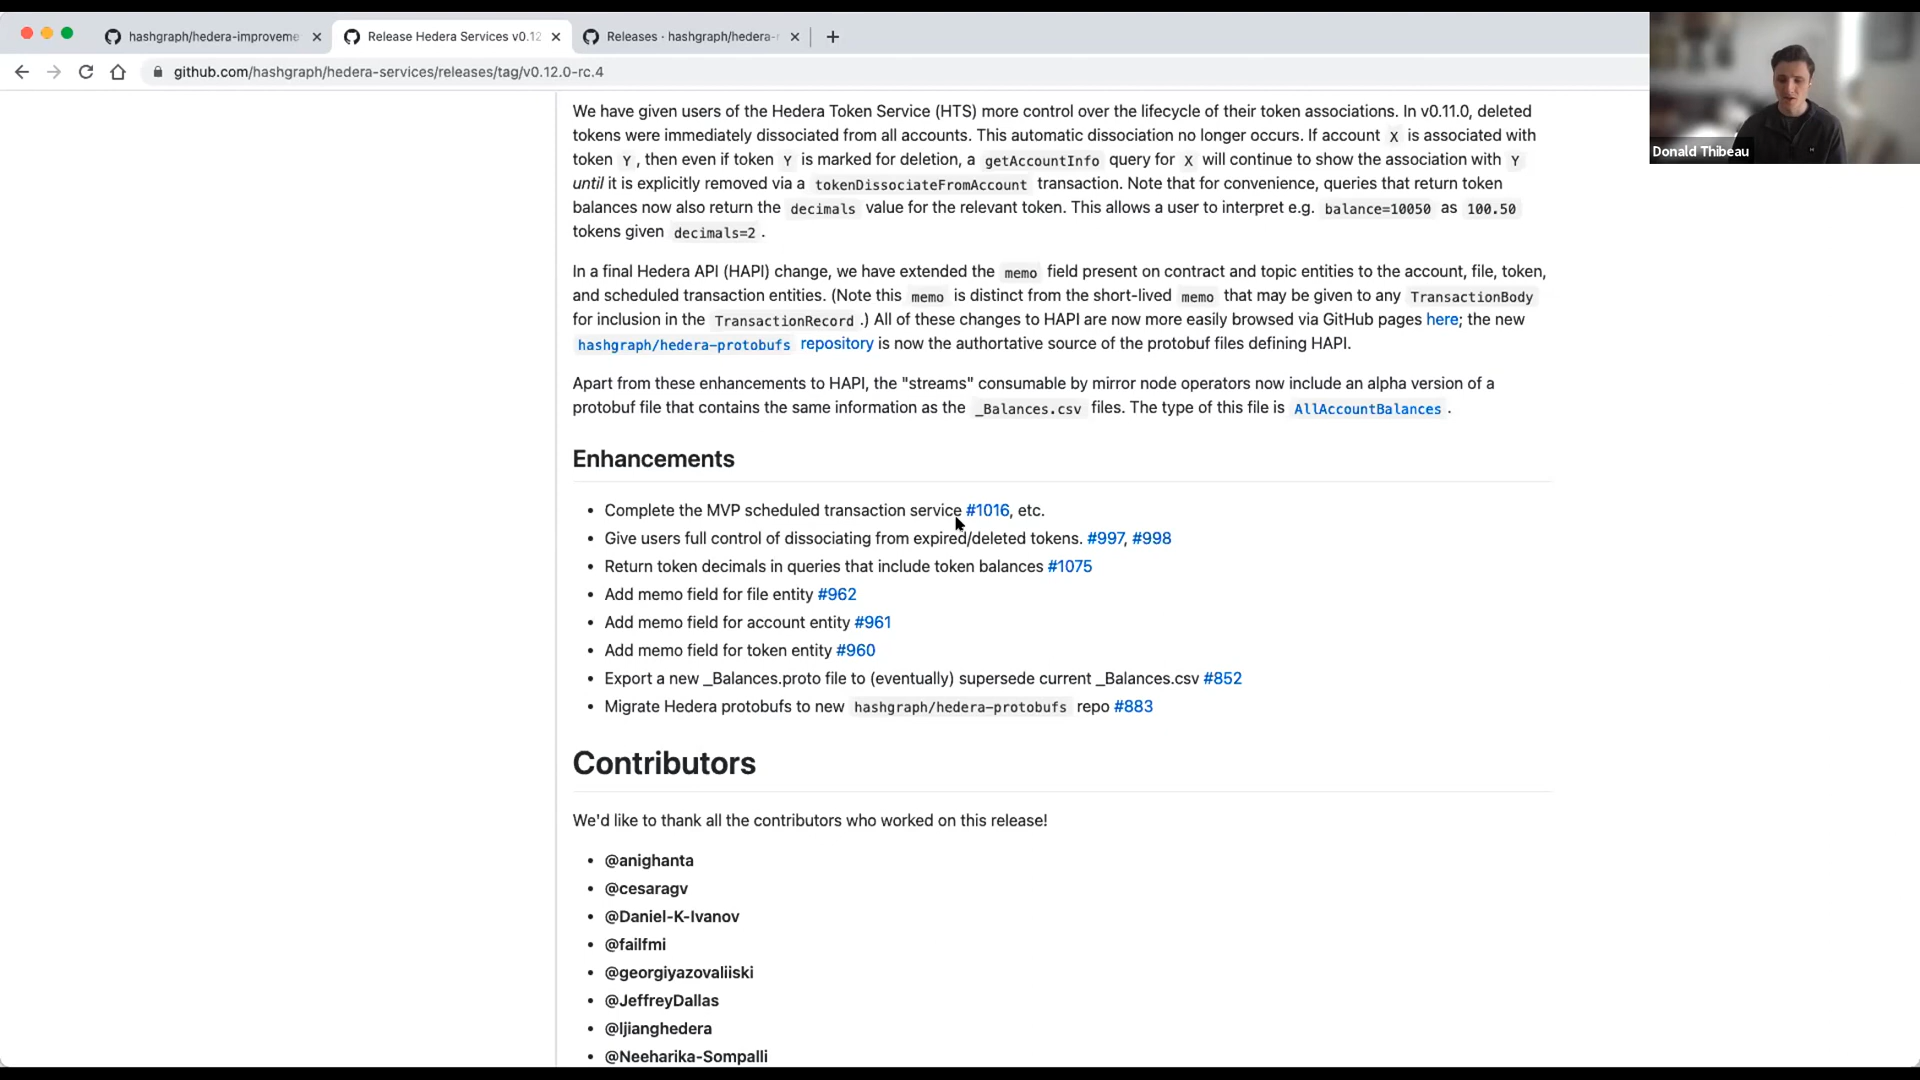 hashgraph/hedera-improveme
Release Hedera Services v0.12
Releases · hashgraph/hedera-
github.com/hashgraph/hedera-services/releases/tag/v0.12.0-rc.4
Donald Thibeau
We have given users of the Hedera Token Service (HTS) more control over the lifecycle of their token associations. In v0.11.0, deleted
tokens were immediately dissociated from all accounts. This automatic dissociation no longer occurs. If account X is associated with
token Y , then even if token Y is marked for deletion, a getAccountInfo query for X will continue to show the association with Y
until it is explicitly removed via a tokenDissociateFromAccount transaction. Note that for convenience, queries that return token
balances now also return the decimals value for the relevant token. This allows a user to interpret e.g. balance=10050 as 100.50
tokens given decimals=2 .
In a final Hedera API (HAPI) change, we have extended the memo field present on contract and topic entities to the account, file, token,
and scheduled transaction entities. (Note this memo is distinct from the short-lived memo that may be given to any TransactionBody
for inclusion in the TransactionRecord .) All of these changes to HAPI are now more easily browsed via GitHub pages here; the new
hashgraph/hedera-protobufs repository is now the authortative source of the protobuf files defining HAPI.
Apart from these enhancements to HAPI, the "streams" consumable by mirror node operators now include an alpha version of a
protobuf file that contains the same information as the _Balances.csv files. The type of this file is AllAccountBalances .
Enhancements
• Complete the MVP scheduled transaction service #1016, etc.
• Give users full control of dissociating from expired/deleted tokens. #997, #998
• Return token decimals in queries that include token balances #1075
• Add memo field for file entity #962
• Add memo field for account entity #961
• Add memo field for token entity #960
• Export a new _Balances.proto file to (eventually) supersede current _Balances.csv #852
• Migrate Hedera protobufs to new hashgraph/hedera-protobufs repo #883
Contributors
We'd like to thank all the contributors who worked on this release!
• @anighanta
• @cesaragv
• @Daniel-K-Ivanov
• @failfmi
• @georgiyazovaliiski
• @JeffreyDallas
• @ljianghedera
• @Neeharika-Sompalli